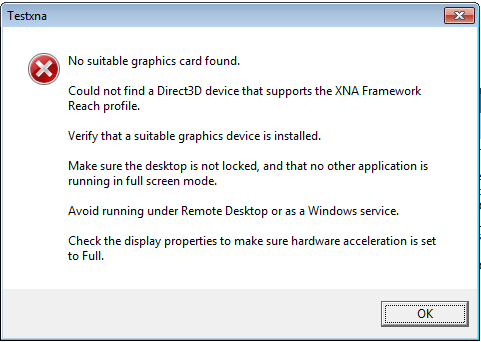 Testxna
No suitable graphics card found.
Could not find a Direct3D device that supports the XNA Framework
Reach profile.
Verify that a suitable graphics device is installed.
Make sure the desktop is not locked, and that no other application is
running in full screen mode.
Avoid running under Remote Desktop or as a Windows service.
Check the display properties to make sure hardware acceleration is set
to Full.
OK